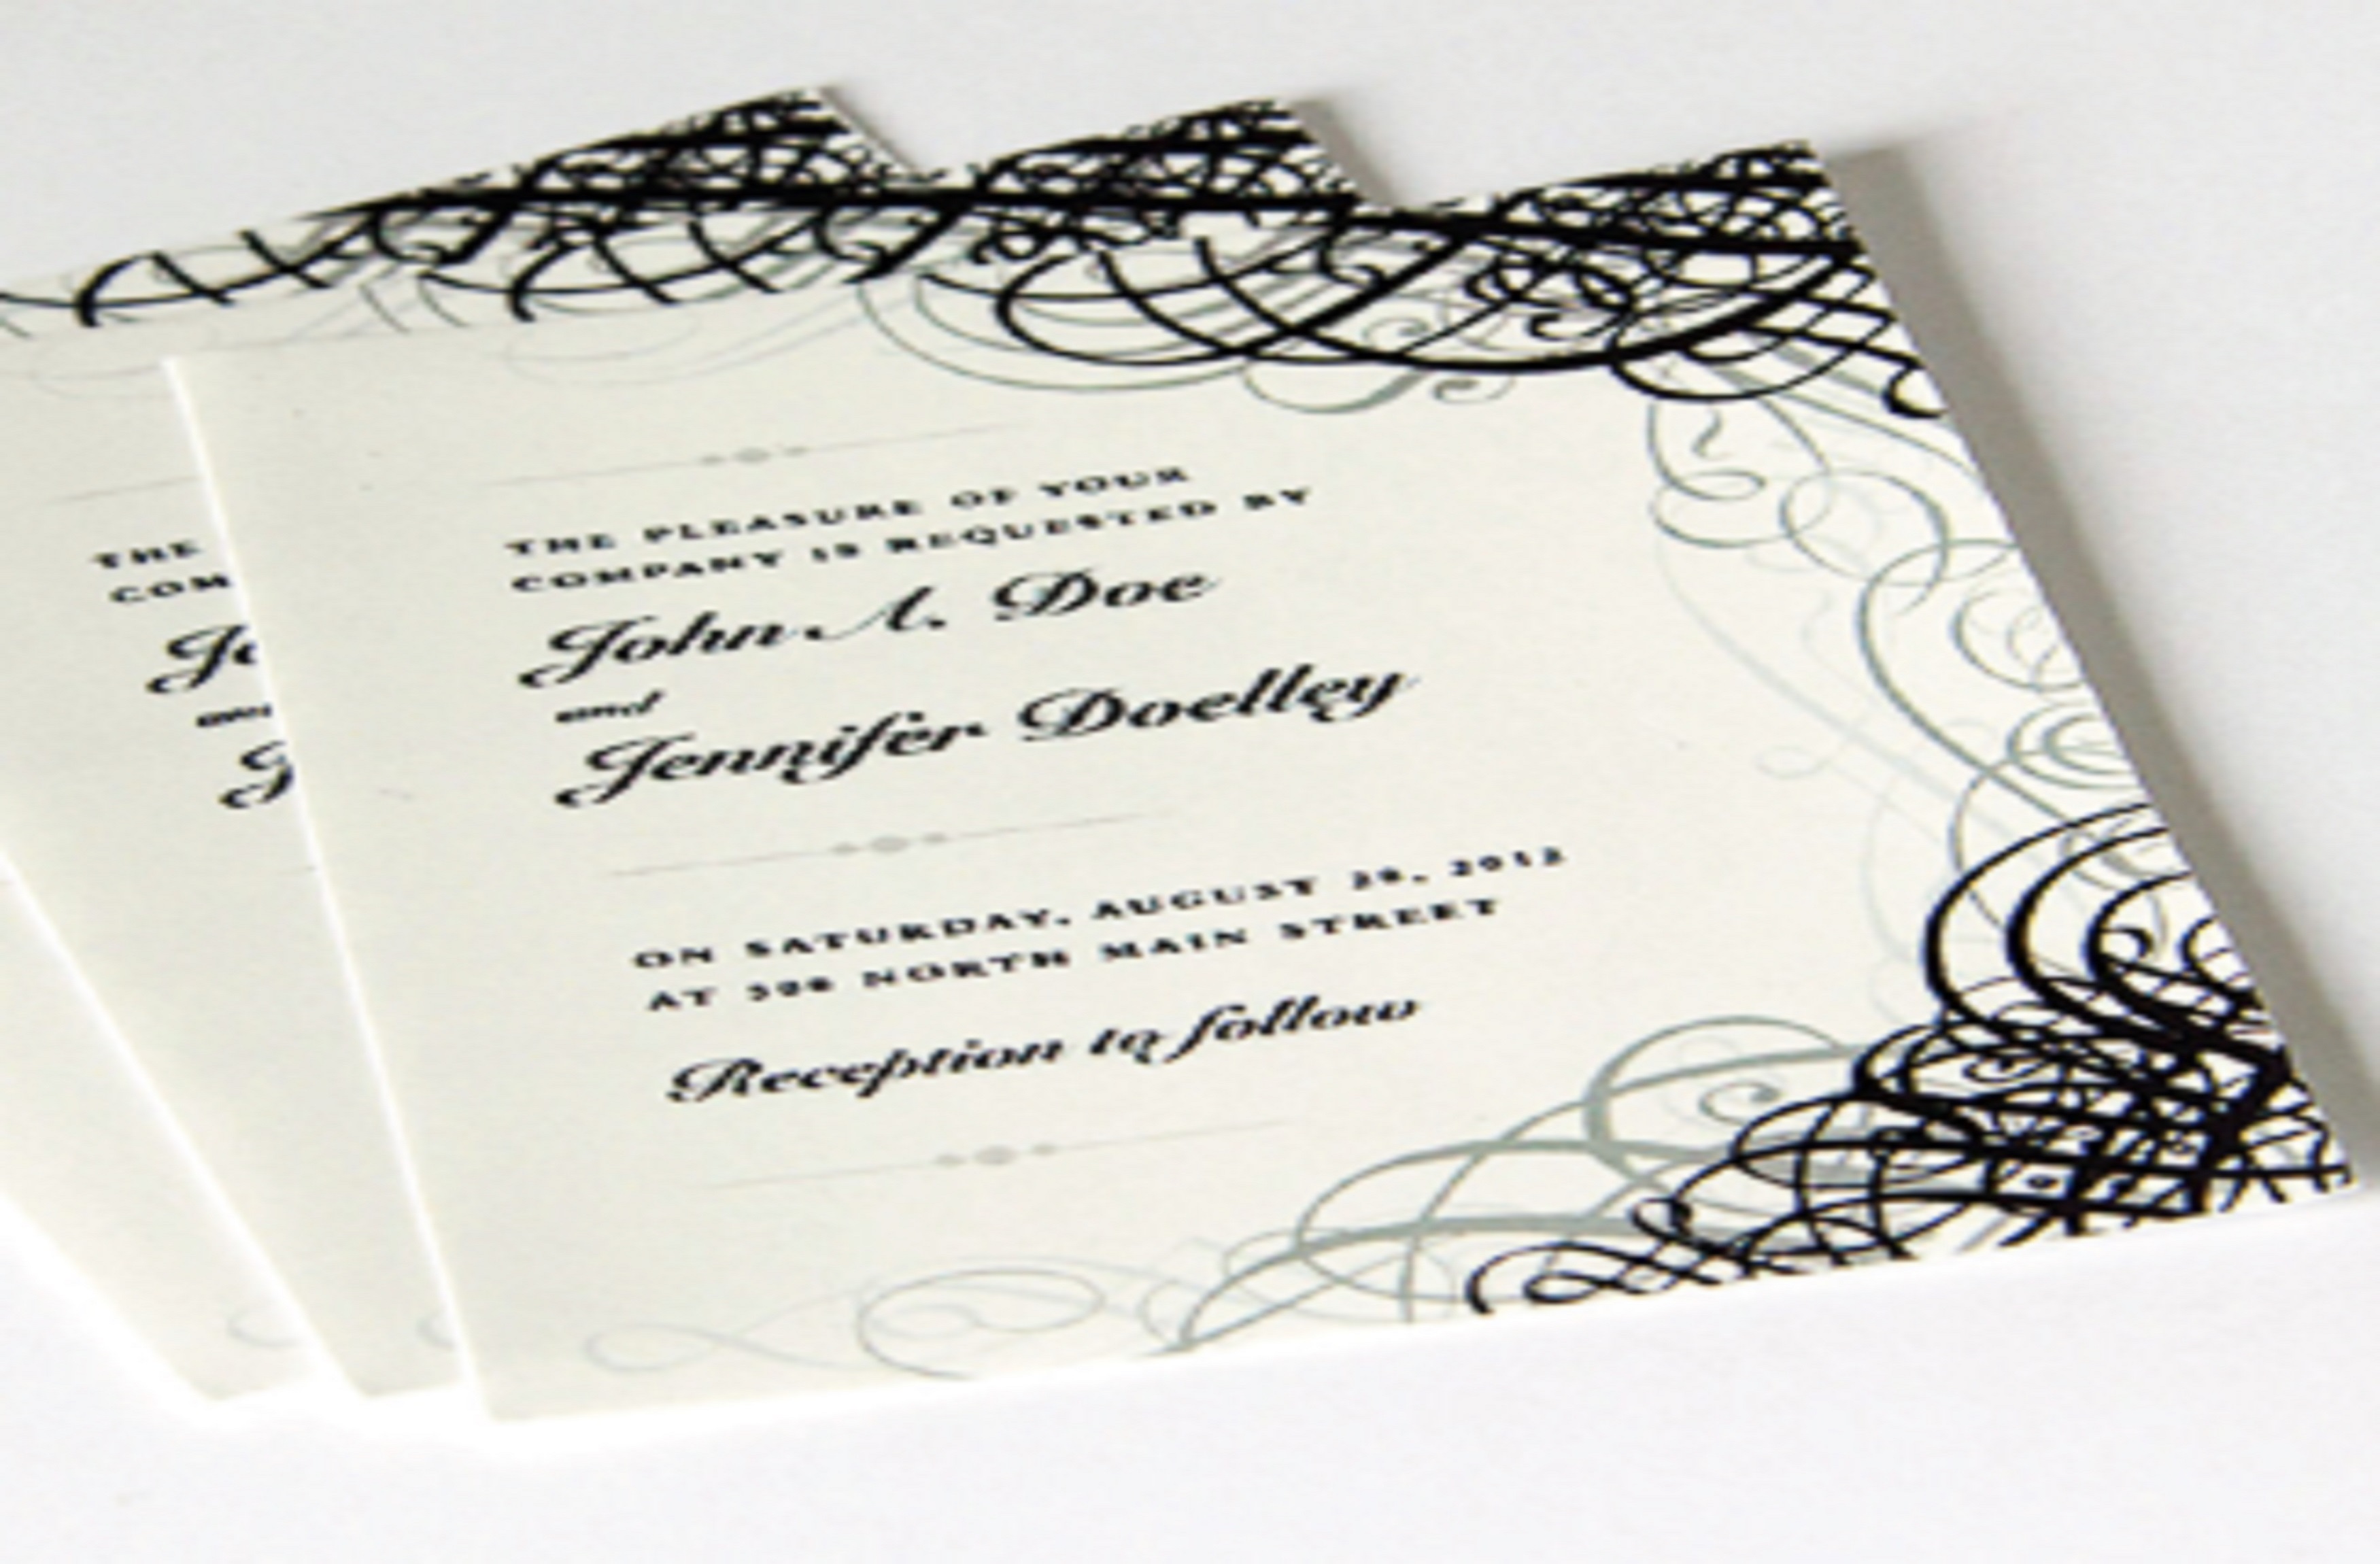 THE PLEASURE OF YOUR
COMPANY IS REQUESTED BY
John A. Doe
and
Jennifer Doelley
ON SATURDAY, AUGUST 20, 2012
AT 300 NORTH MAIN STREET
Reception to follow
THE
COM
Jo
and
J